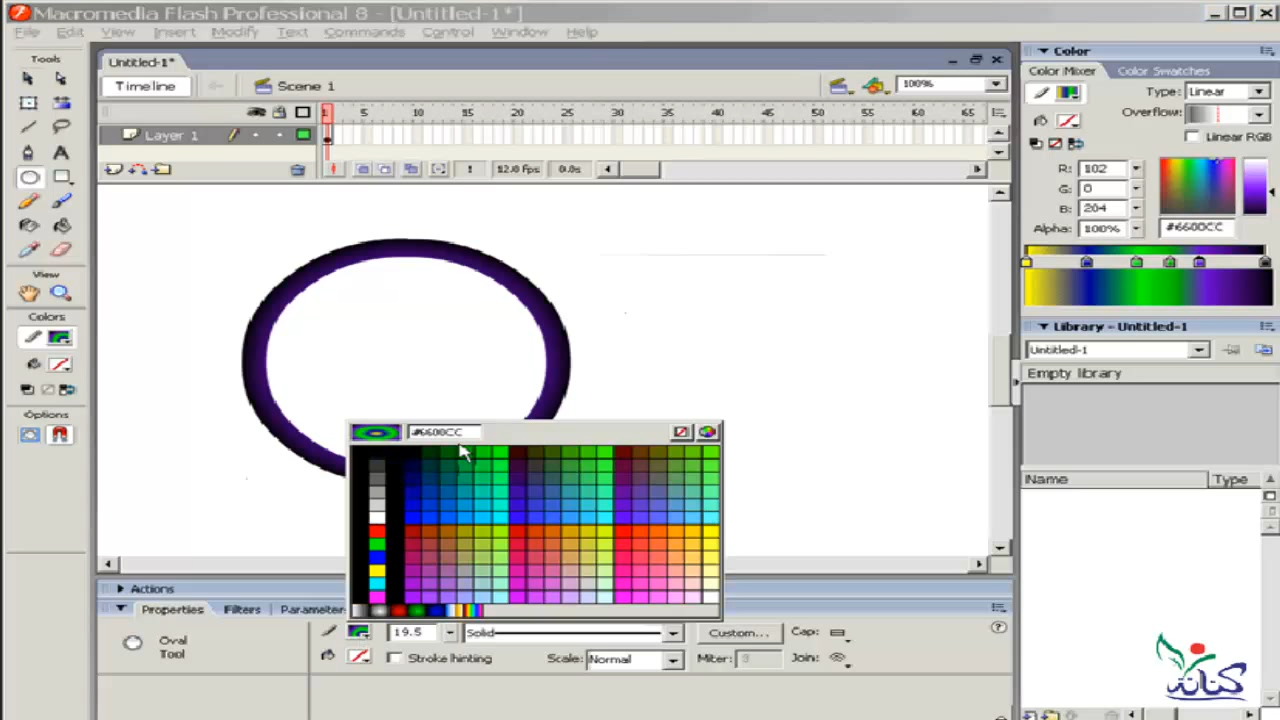 Macromedia Flash Professional 8 - [Untitled-1*]
File Edit View Insert Modify Text Commands Control Window Help
Tools
Untitled-1*
Timeline
Scene 1
100%
1 5 10 15 20 25 30 35 40 45 50 55 60 65
Layer 1
1 12.0 fps 0.0s
View
Colors
Options
Color
Color Mixer Color Swatches
Type: Linear
Overflow:
Linear RGB
R: 102
G: 0
B: 204
Alpha: 100% #6600CC
Library - Untitled-1
Untitled-1
Empty library
Name Type
#6600CC
Actions
Properties Filters Parameter
Oval
Tool
19.5 Solid Custom... Cap:
Stroke hinting Scale: Normal Miter: 3 Join:
كنانة